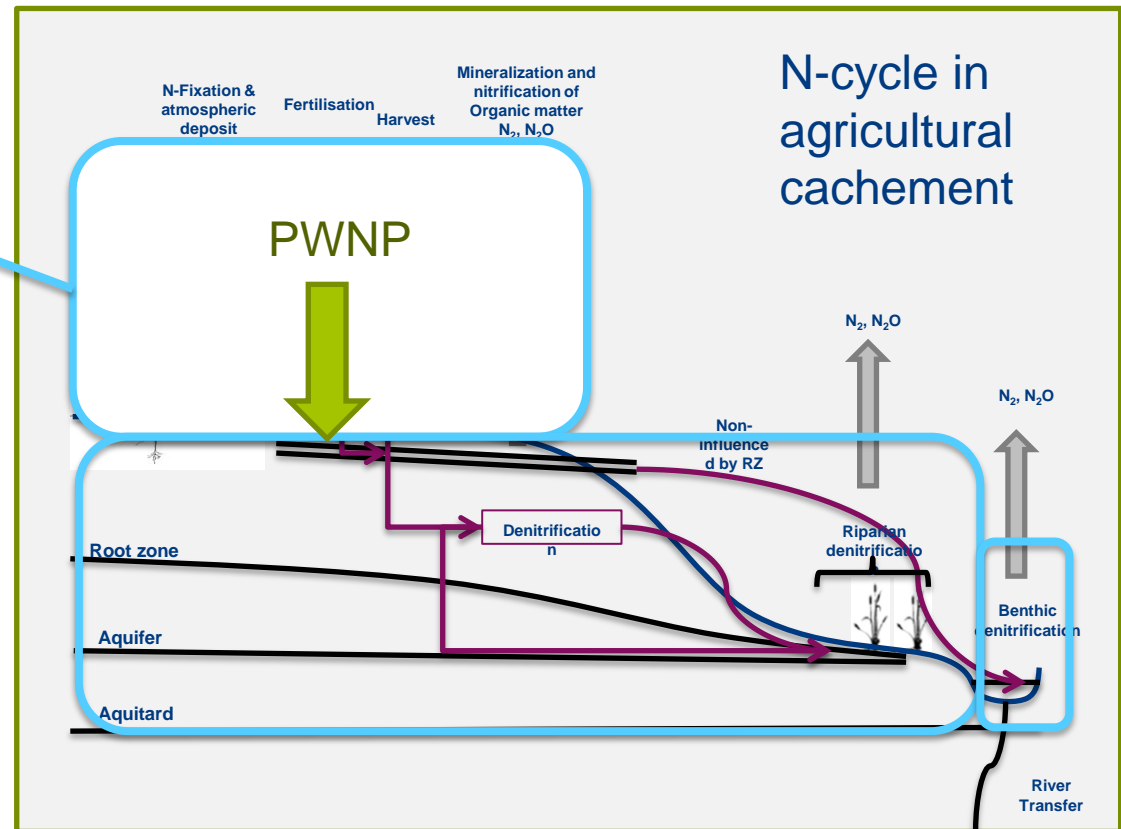 N-cycle in
agricultural
cachement
N-Fixation &
atmospheric
deposit
Fertilisation
Harvest
Mineralization and
nitrification of
Organic matter
N₂, N₂O
PWNP
N₂, N₂O
N₂, N₂O
Non-
influence
d by RZ
Denitrificatio
n
Riparian
denitrificatio
Root zone
Benthic
denitrification
Aquifer
Aquitard
River
Transfer